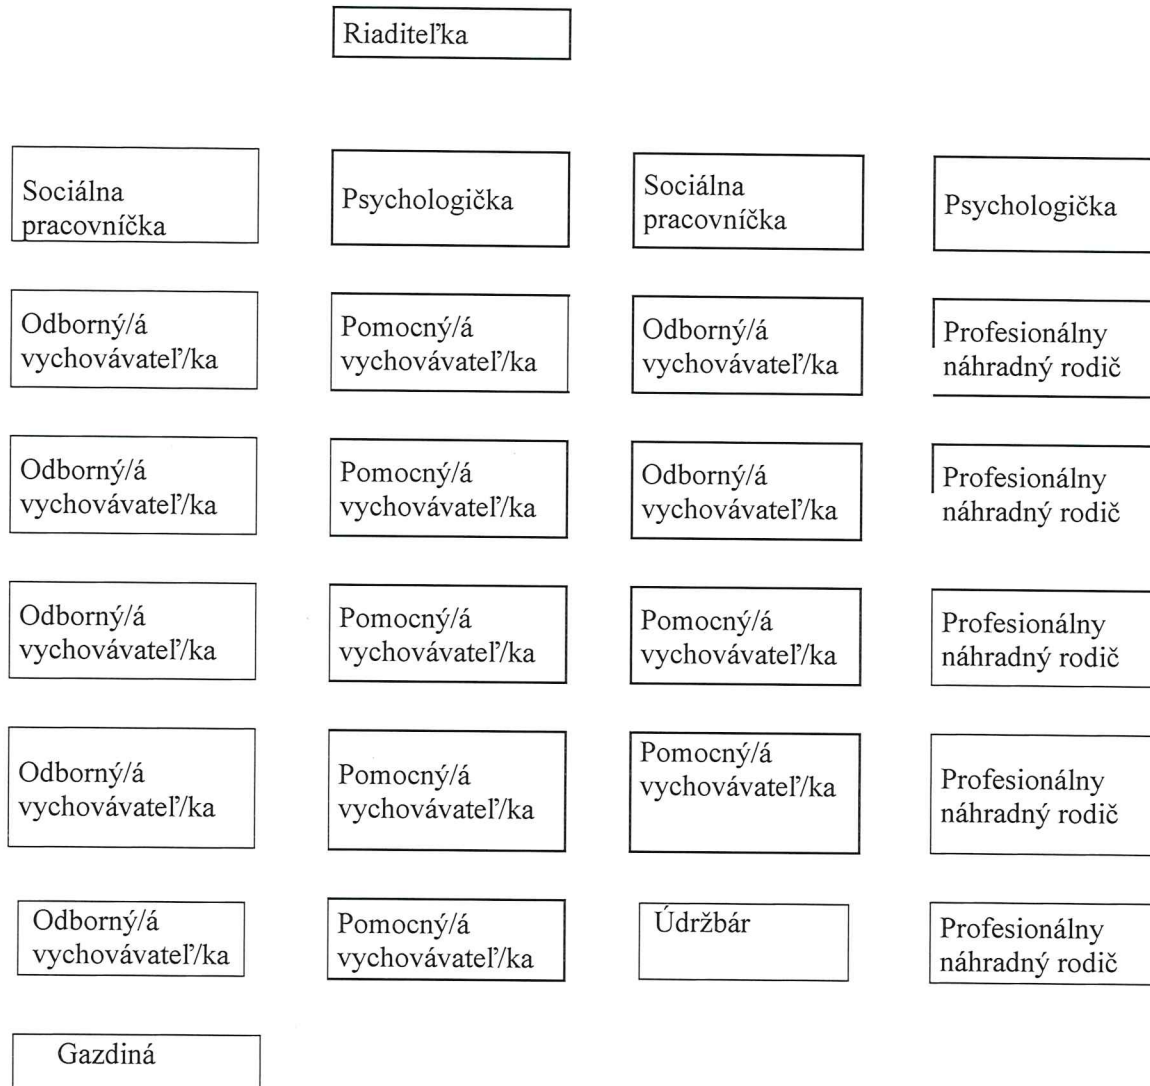 Riaditeľka
Sociálna
pracovníčka
Psychologička
Sociálna
pracovníčka
Psychologička
Odborný/á
vychovávateľ/ka
Pomocný/á
vychovávateľ/ka
Odborný/á
vychovávateľ/ka
Profesionálny
náhradný rodič
Odborný/á
vychovávateľ/ka
Pomocný/á
vychovávateľ/ka
Odborný/á
vychovávateľ/ka
Profesionálny
náhradný rodič
Odborný/á
vychovávateľ/ka
Pomocný/á
vychovávateľ/ka
Pomocný/á
vychovávateľ/ka
Profesionálny
náhradný rodič
Odborný/á
vychovávateľ/ka
Pomocný/á
vychovávateľ/ka
Pomocný/á
vychovávateľ/ka
Profesionálny
náhradný rodič
Odborný/á
vychovávateľ/ka
Pomocný/á
vychovávateľ/ka
Údržbár
Profesionálny
náhradný rodič
Gazdiná